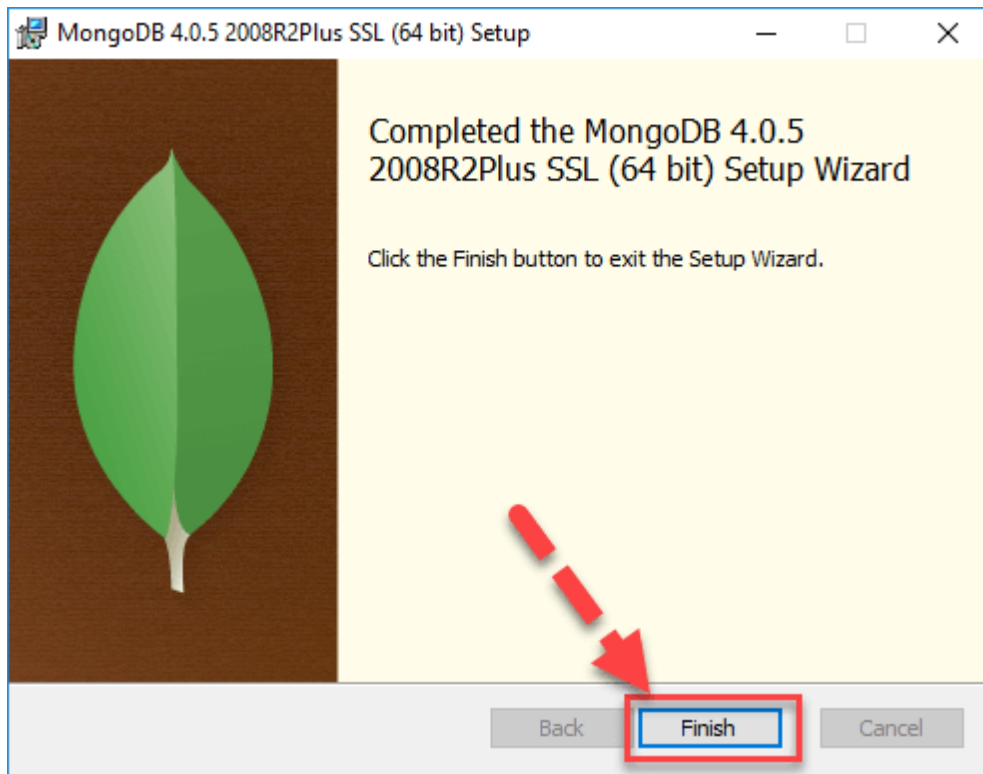 MongoDB 4.0.5 2008R2Plus SSL (64 bit) Setup
Completed the MongoDB 4.0.5
2008R2Plus SSL (64 bit) Setup Wizard
Click the Finish button to exit the Setup Wizard.
Back Finish Cancel